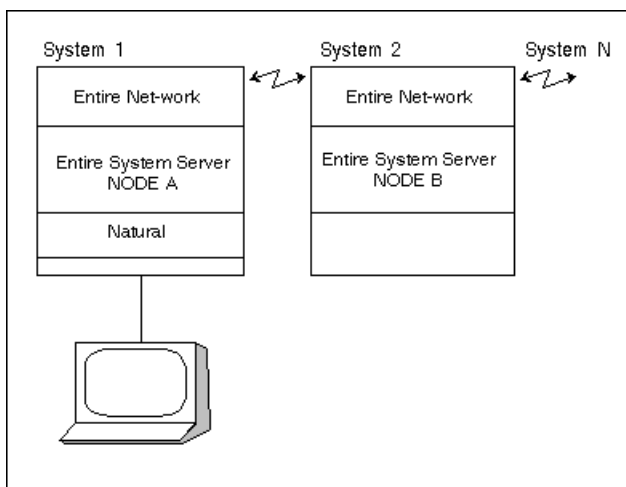 System 1
System 2
System N
Entire Net-work
Entire Net-work
Entire System Server
NODE A
Entire System Server
NODE B
Natural